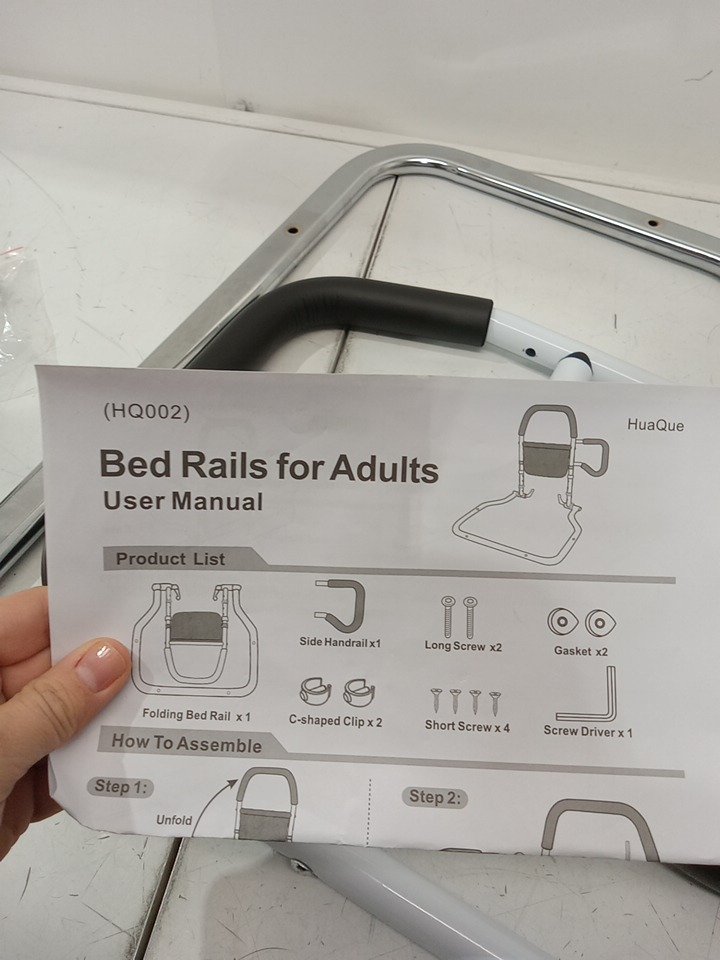 (HQ002)
HuaQue
Bed Rails for Adults
User Manual
Product List
Side Handrail x1
Long Screw x2
Gasket x2
Folding Bed Rail x 1
C-shaped Clip x 2
Short Screw x 4
Screw Driver x 1
How To Assemble
Step 1:
Unfold
Step 2: